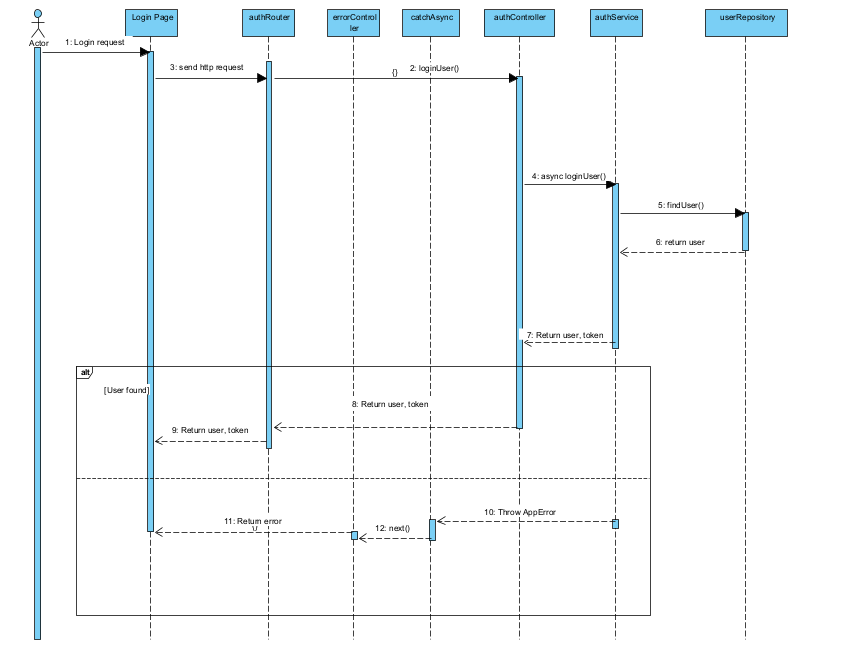 Login Page
authRouter
errorControl
ler
catchAsync
authController
authService
userRepository
Actor
1: Login request
3: send http request
{}
2: loginUser()
4: async loginUser()
5: findUser()
6: return user
7: Return user, token
alt
[User found]
8: Return user, token
9: Return user, token
10: Throw AppError
11: Return error
12: next()